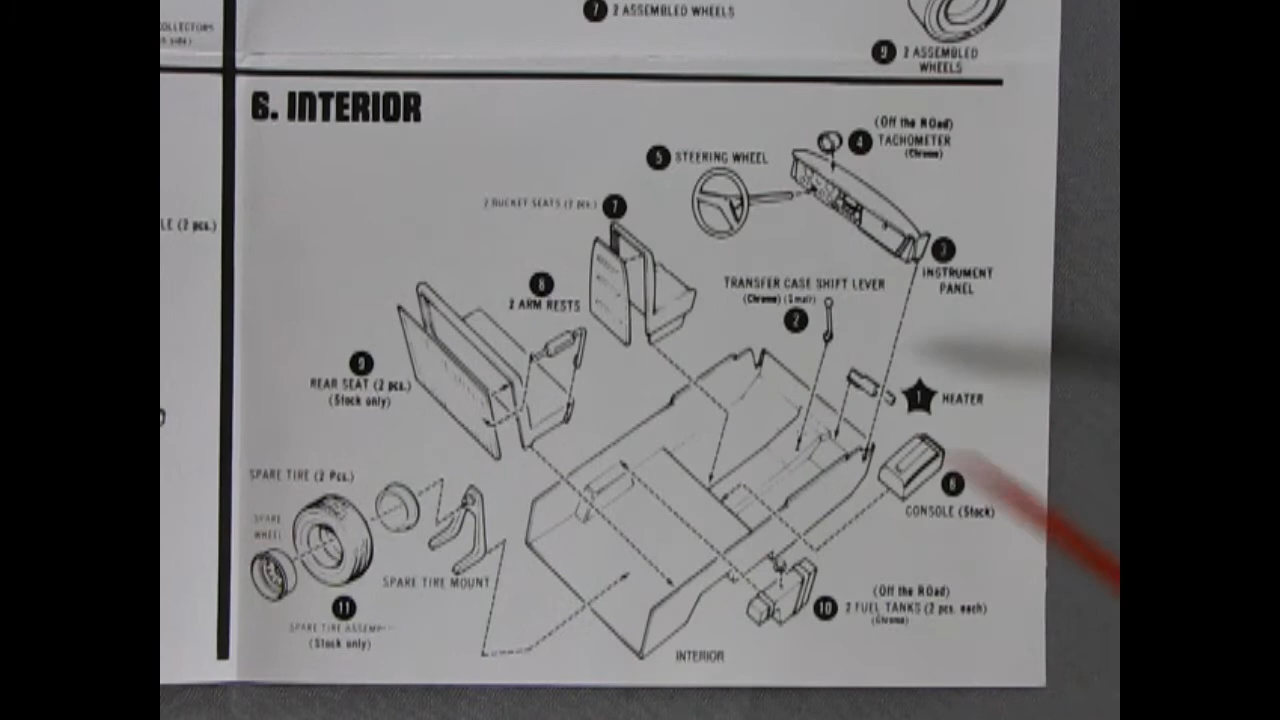 7 2 ASSEMBLED WHEELS
9 2 ASSEMBLED
WHEELS
6. INTERIOR
(Off the ROad)
4 TACHOMETER
(Chrome)
5 STEERING WHEEL
2 BUCKET SEATS (2 pcs.) 7
LE (2 pcs.)
3
INSTRUMENT
PANEL
TRANSFER CASE SHIFT LEVER
(Chrome) (Small)
2
8
2 ARM RESTS
9
REAR SEAT (2 pcs.)
(Stock only)
1 HEATER
SPARE TIRE (2 Pcs.)
6
CONSOLE (Stock)
SPARE
WHEEL
SPARE TIRE MOUNT
11
SPARE TIRE
(Stock only)
(Off the ROad)
10 2 FUEL TANKS (2 pcs. each)
(Chrome)
INTERIOR